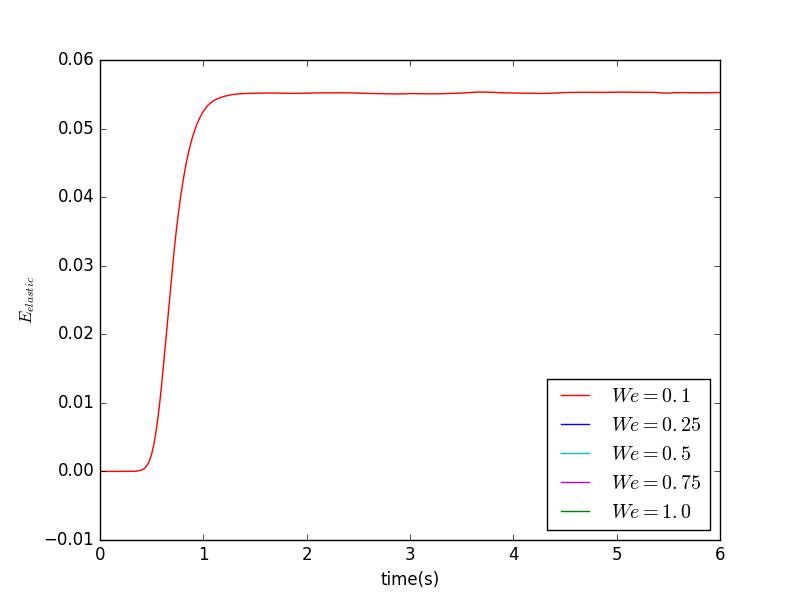 0.06
0.05
0.04
0.03
0.02
0.01
0.00
−0.01
0 1 2 3 4 5 6
time(s)
E_elastic
We = 0.1
We = 0.25
We = 0.5
We = 0.75
We = 1.0